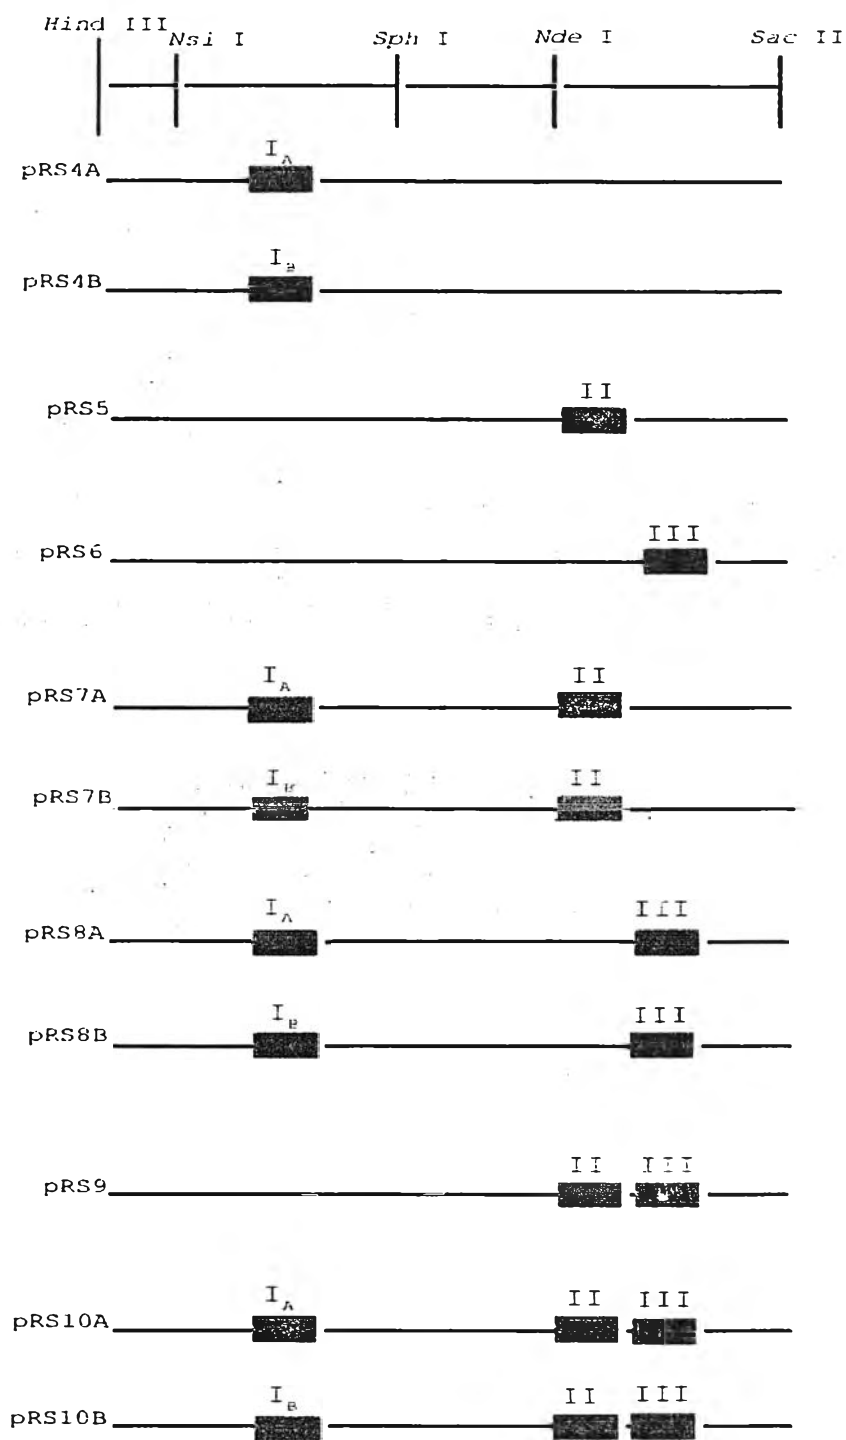 Hind III Nsi I Sph I Nde I Sac II
I_A
pRS4A
I_B
pRS4B
II
pRS5
III
pRS6
I_A II
pRS7A
I_B II
pRS7B
I_A III
pRS8A
I_B III
pRS8B
II III
pRS9
I_A II III
pRS10A
I_B II III
pRS10B